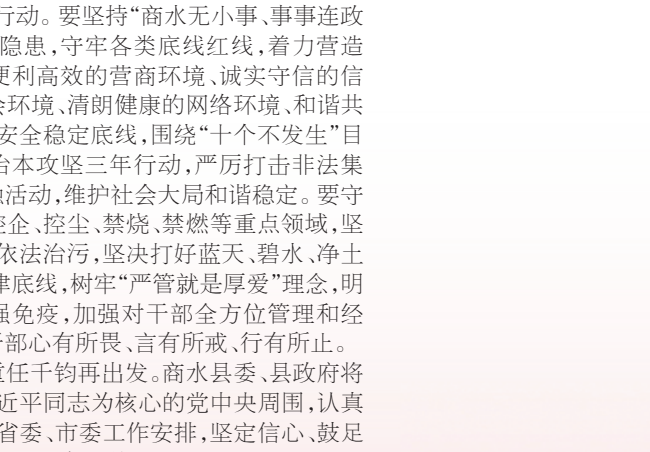 行动。要坚持“商水无小事、事事连政
隐患，守牢各类底线红线，着力营造
更利高效的营商环境、诚实守信的信
会环境、清朗健康的网络环境、和谐共
安全稳定底线，围绕“十个不发生”目
治本攻坚三年行动，严厉打击非法集
融活动，维护社会大局和谐稳定。要守
控企、控尘、禁烧、禁燃等重点领域，坚
依法治污，坚决打好蓝天、碧水、净土
律底线，树牢“严管就是厚爱”理念，明
强免疫，加强对干部全方位管理和经
干部心有所畏、言有所戒、行有所止。
重任千钧再出发。商水县委、县政府将
近平同志为核心的党中央周围，认真
省委、市委工作安排，坚定信心、鼓足